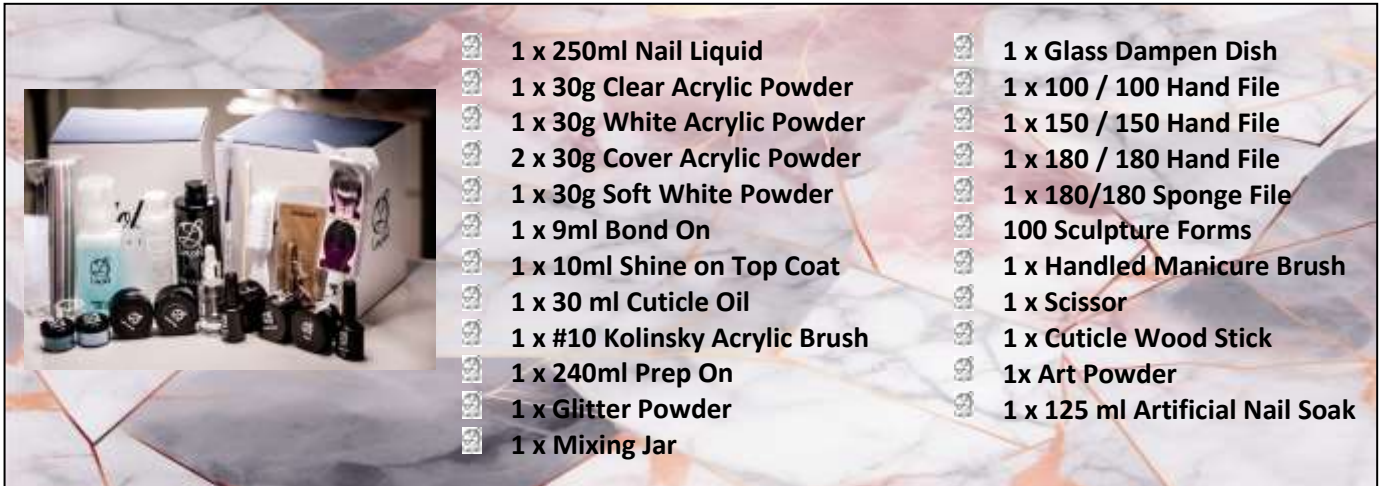 1 x 250ml Nail Liquid
1 x 30g Clear Acrylic Powder
1 x 30g White Acrylic Powder
2 x 30g Cover Acrylic Powder
1 x 30g Soft White Powder
1 x 9ml Bond On
1 x 10ml Shine on Top Coat
1 x 30 ml Cuticle Oil
1 x #10 Kolinsky Acrylic Brush
1 x 240ml Prep On
1 x Glitter Powder
1 x Mixing Jar
1 x Glass Dampen Dish
1 x 100 / 100 Hand File
1 x 150 / 150 Hand File
1 x 180 / 180 Hand File
1 x 180/180 Sponge File
100 Sculpture Forms
1 x Handled Manicure Brush
1 x Scissor
1 x Cuticle Wood Stick
1x Art Powder
1 x 125 ml Artificial Nail Soak